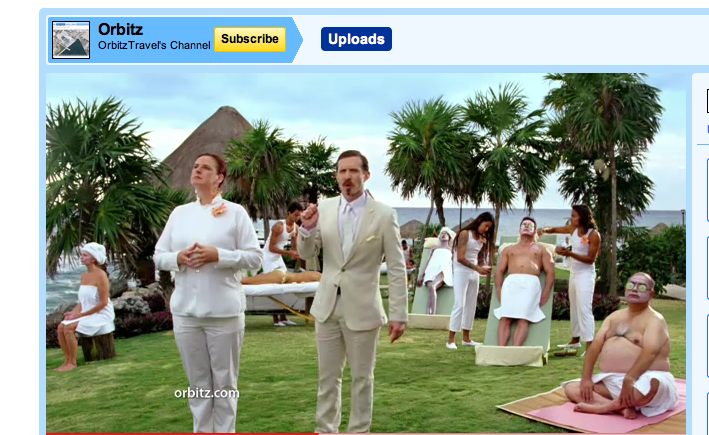 Orbitz
OrbitzTravel's Channel
Subscribe
Uploads
orbitz.com